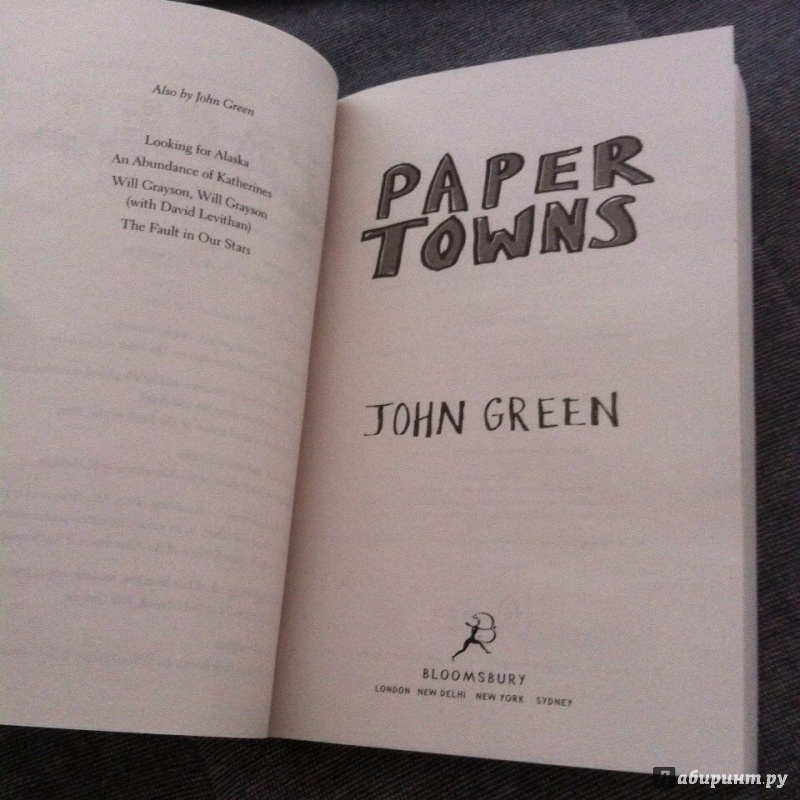 Also by John Green
Looking for Alaska
An Abundance of Katherines
Will Grayson, Will Grayson
(with David Levithan)
The Fault in Our Stars
PAPER
TOWNS
JOHN GREEN
BLOOMSBURY
LONDON NEW DELHI NEW YORK SYDNEY
Лабиринт.ру